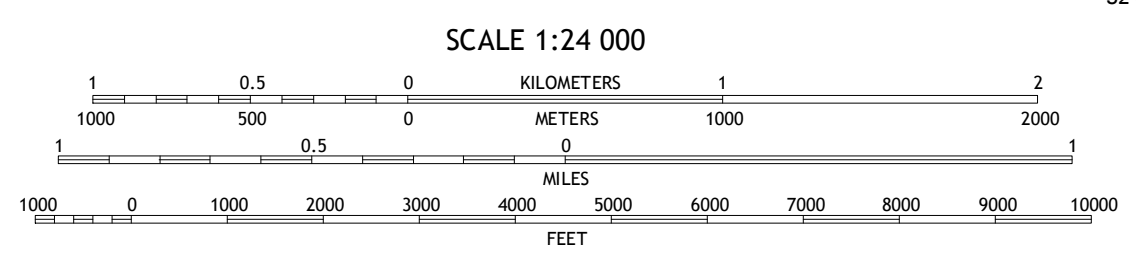 SCALE 1:24 000
1 0.5 0 KILOMETERS 1 2
1000 500 0 METERS 1000 2000
1 0.5 0 1
MILES
1000 0 1000 2000 3000 4000 5000 6000 7000 8000 9000 10000
FEET